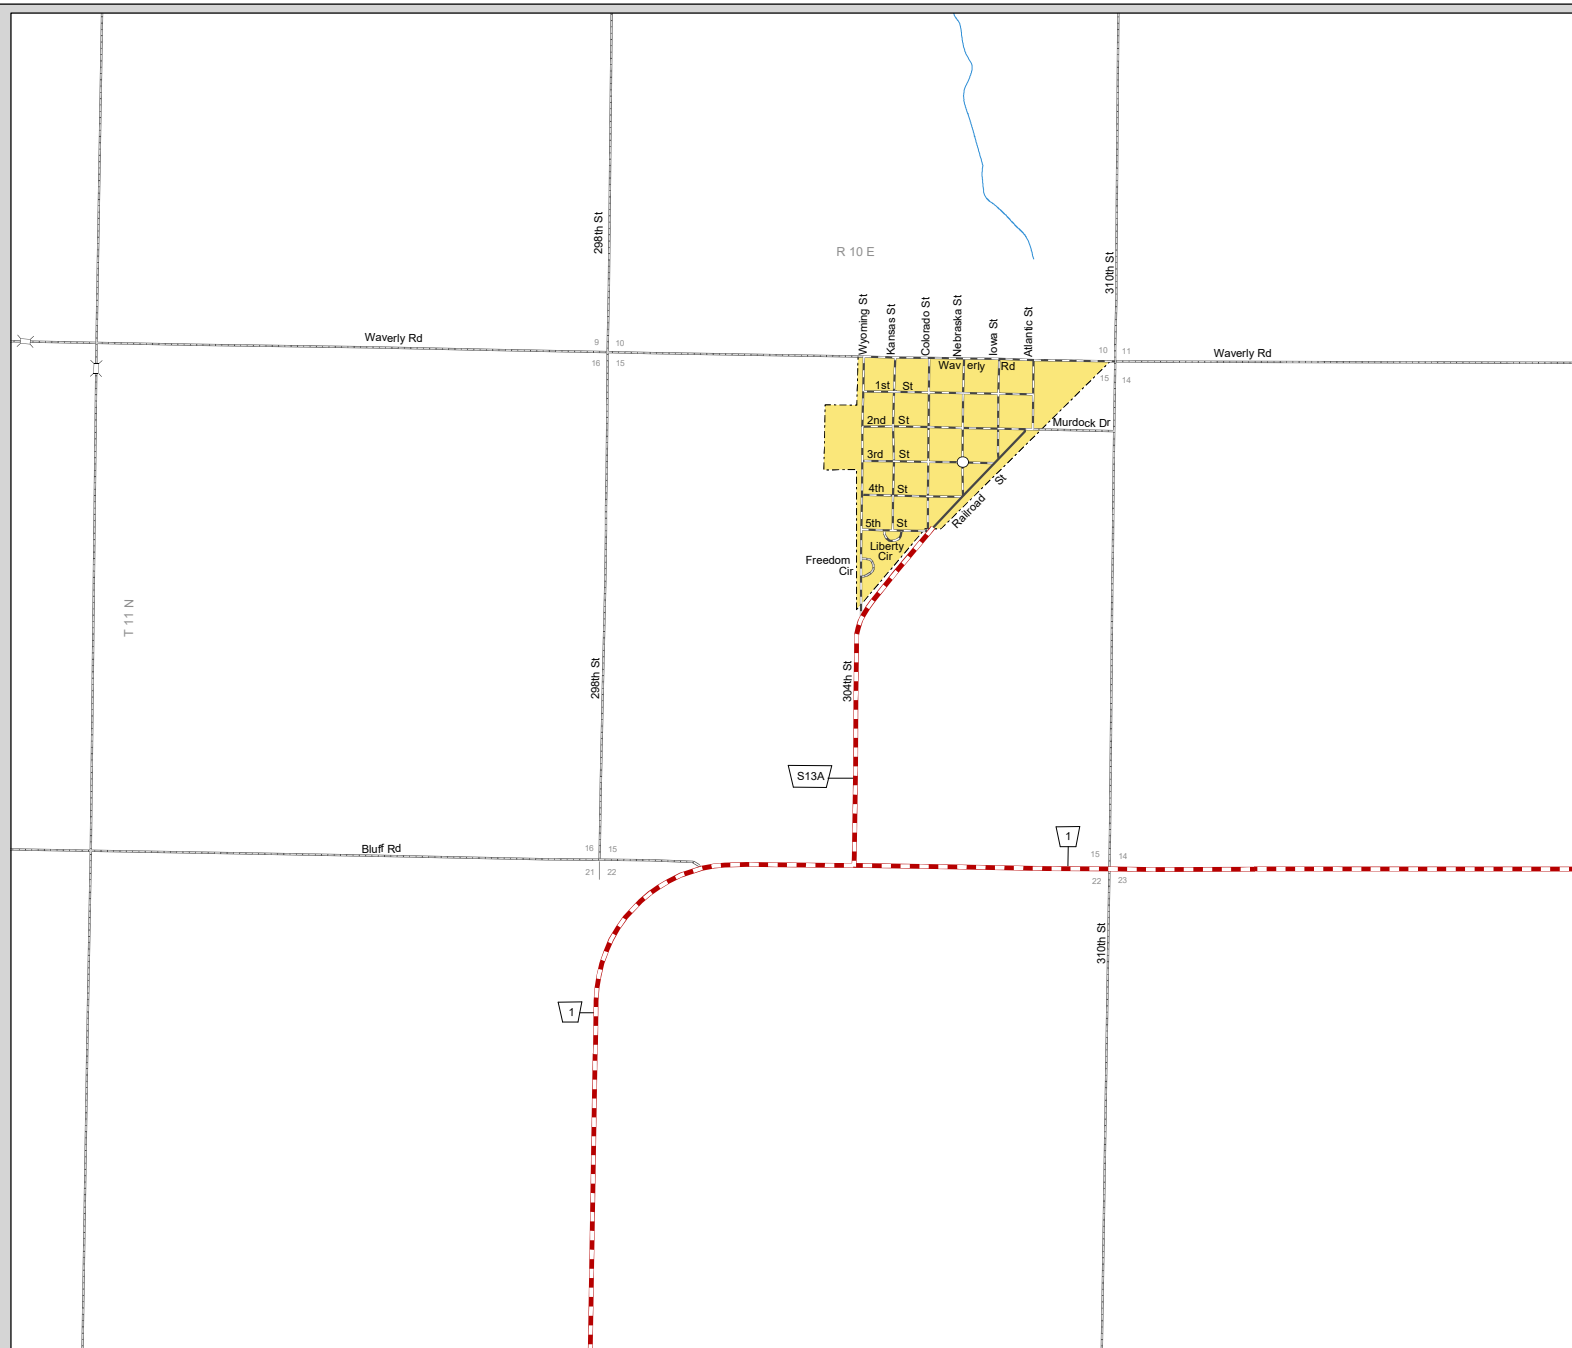 298th St
R 10 E
310th St
Wyoming St
Kansas St
Colorado St
Nebraska St
Iowa St
Atlantic St
Waverly Rd
9 10
16 15
10 11
15 14
Waverly Rd
Waverly Rd
1st St
2nd St
Murdock Dr
3rd St
4th St
Railroad St
5th St
Liberty
Cir
Freedom
Cir
T 11 N
298th St
304th St
S13A
1
Bluff Rd
16 15
21 22
15 14
22 23
310th St
1